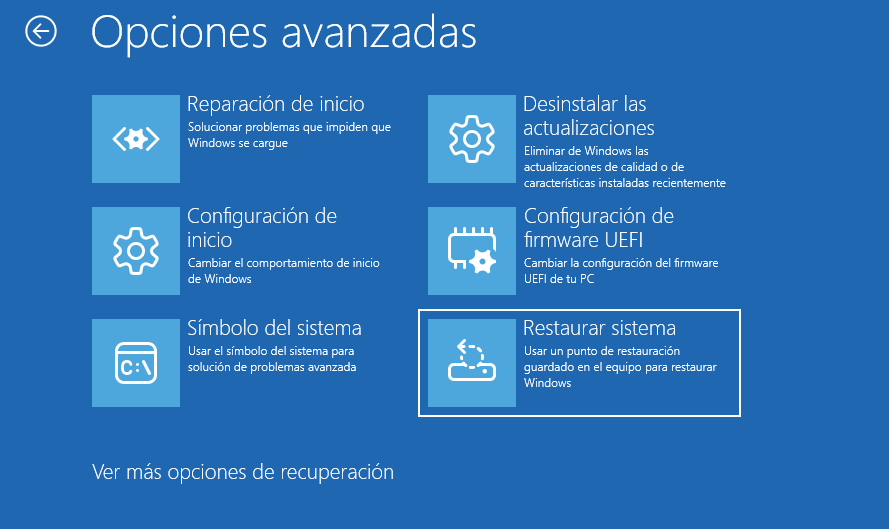 Opciones avanzadas
Reparación de inicio
Solucionar problemas que impiden que
Windows se cargue
Desinstalar las
actualizaciones
Eliminar de Windows las
actualizaciones de calidad o de
características instaladas recientemente
Configuración de
inicio
Cambiar el comportamiento de inicio
de Windows
Configuración de
firmware UEFI
Cambiar la configuración del firmware
UEFI de tu PC
C:\
Símbolo del sistema
Usar el símbolo del sistema para
solución de problemas avanzada
Restaurar sistema
Usar un punto de restauración
guardado en el equipo para restaurar
Windows
Ver más opciones de recuperación